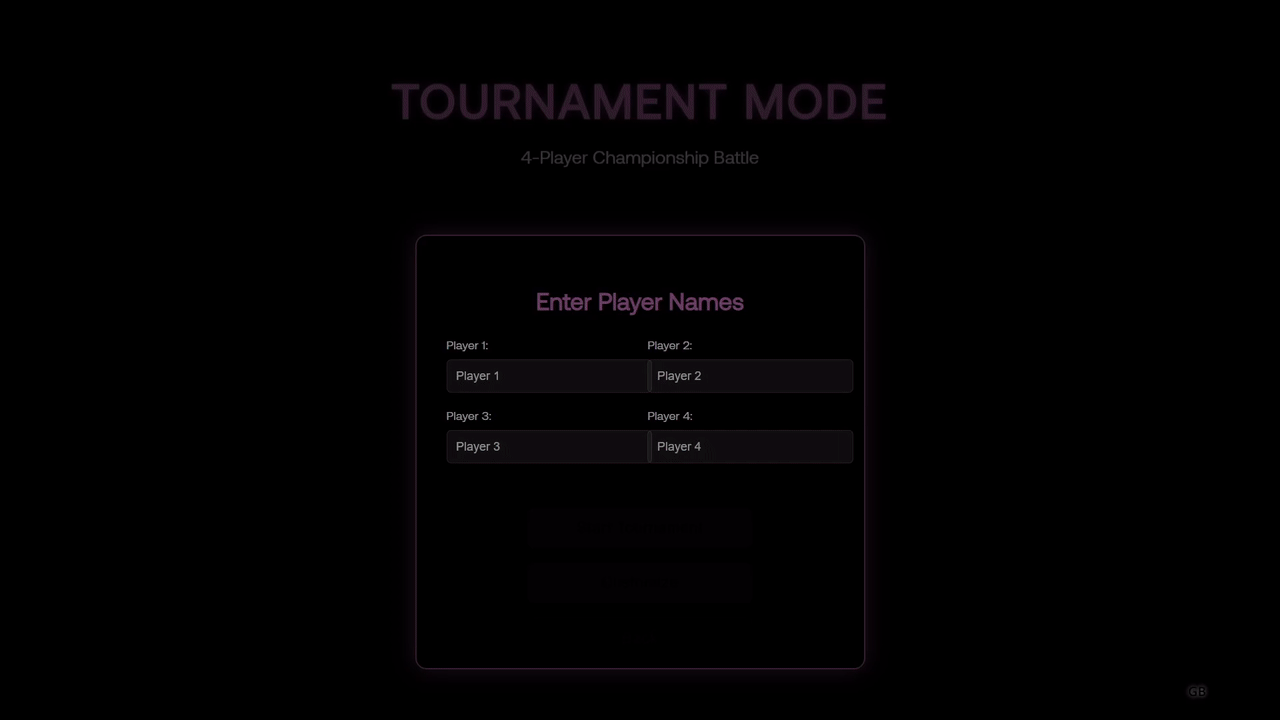 TOURNAMENT MODE
4-Player Championship Battle
Enter Player Names
Player 1:
Player 2:
Player 1
Player 2
Player 3:
Player 4:
Player 3
Player 4
GB